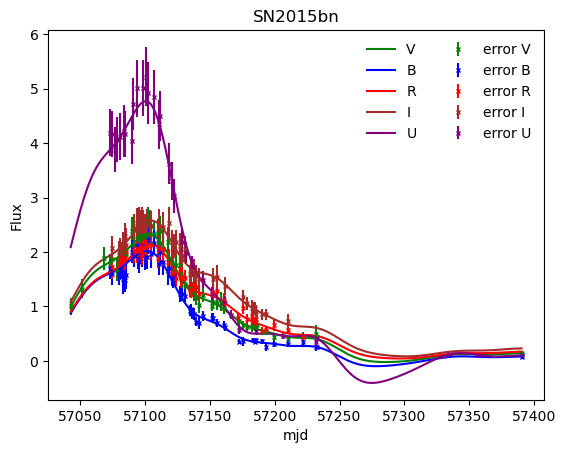 SN2015bn
Flux
6
5
4
3
2
1
0
V error V
B error B
R error R
I error I
U error U
57050 57100 57150 57200 57250 57300 57350 57400
mjd